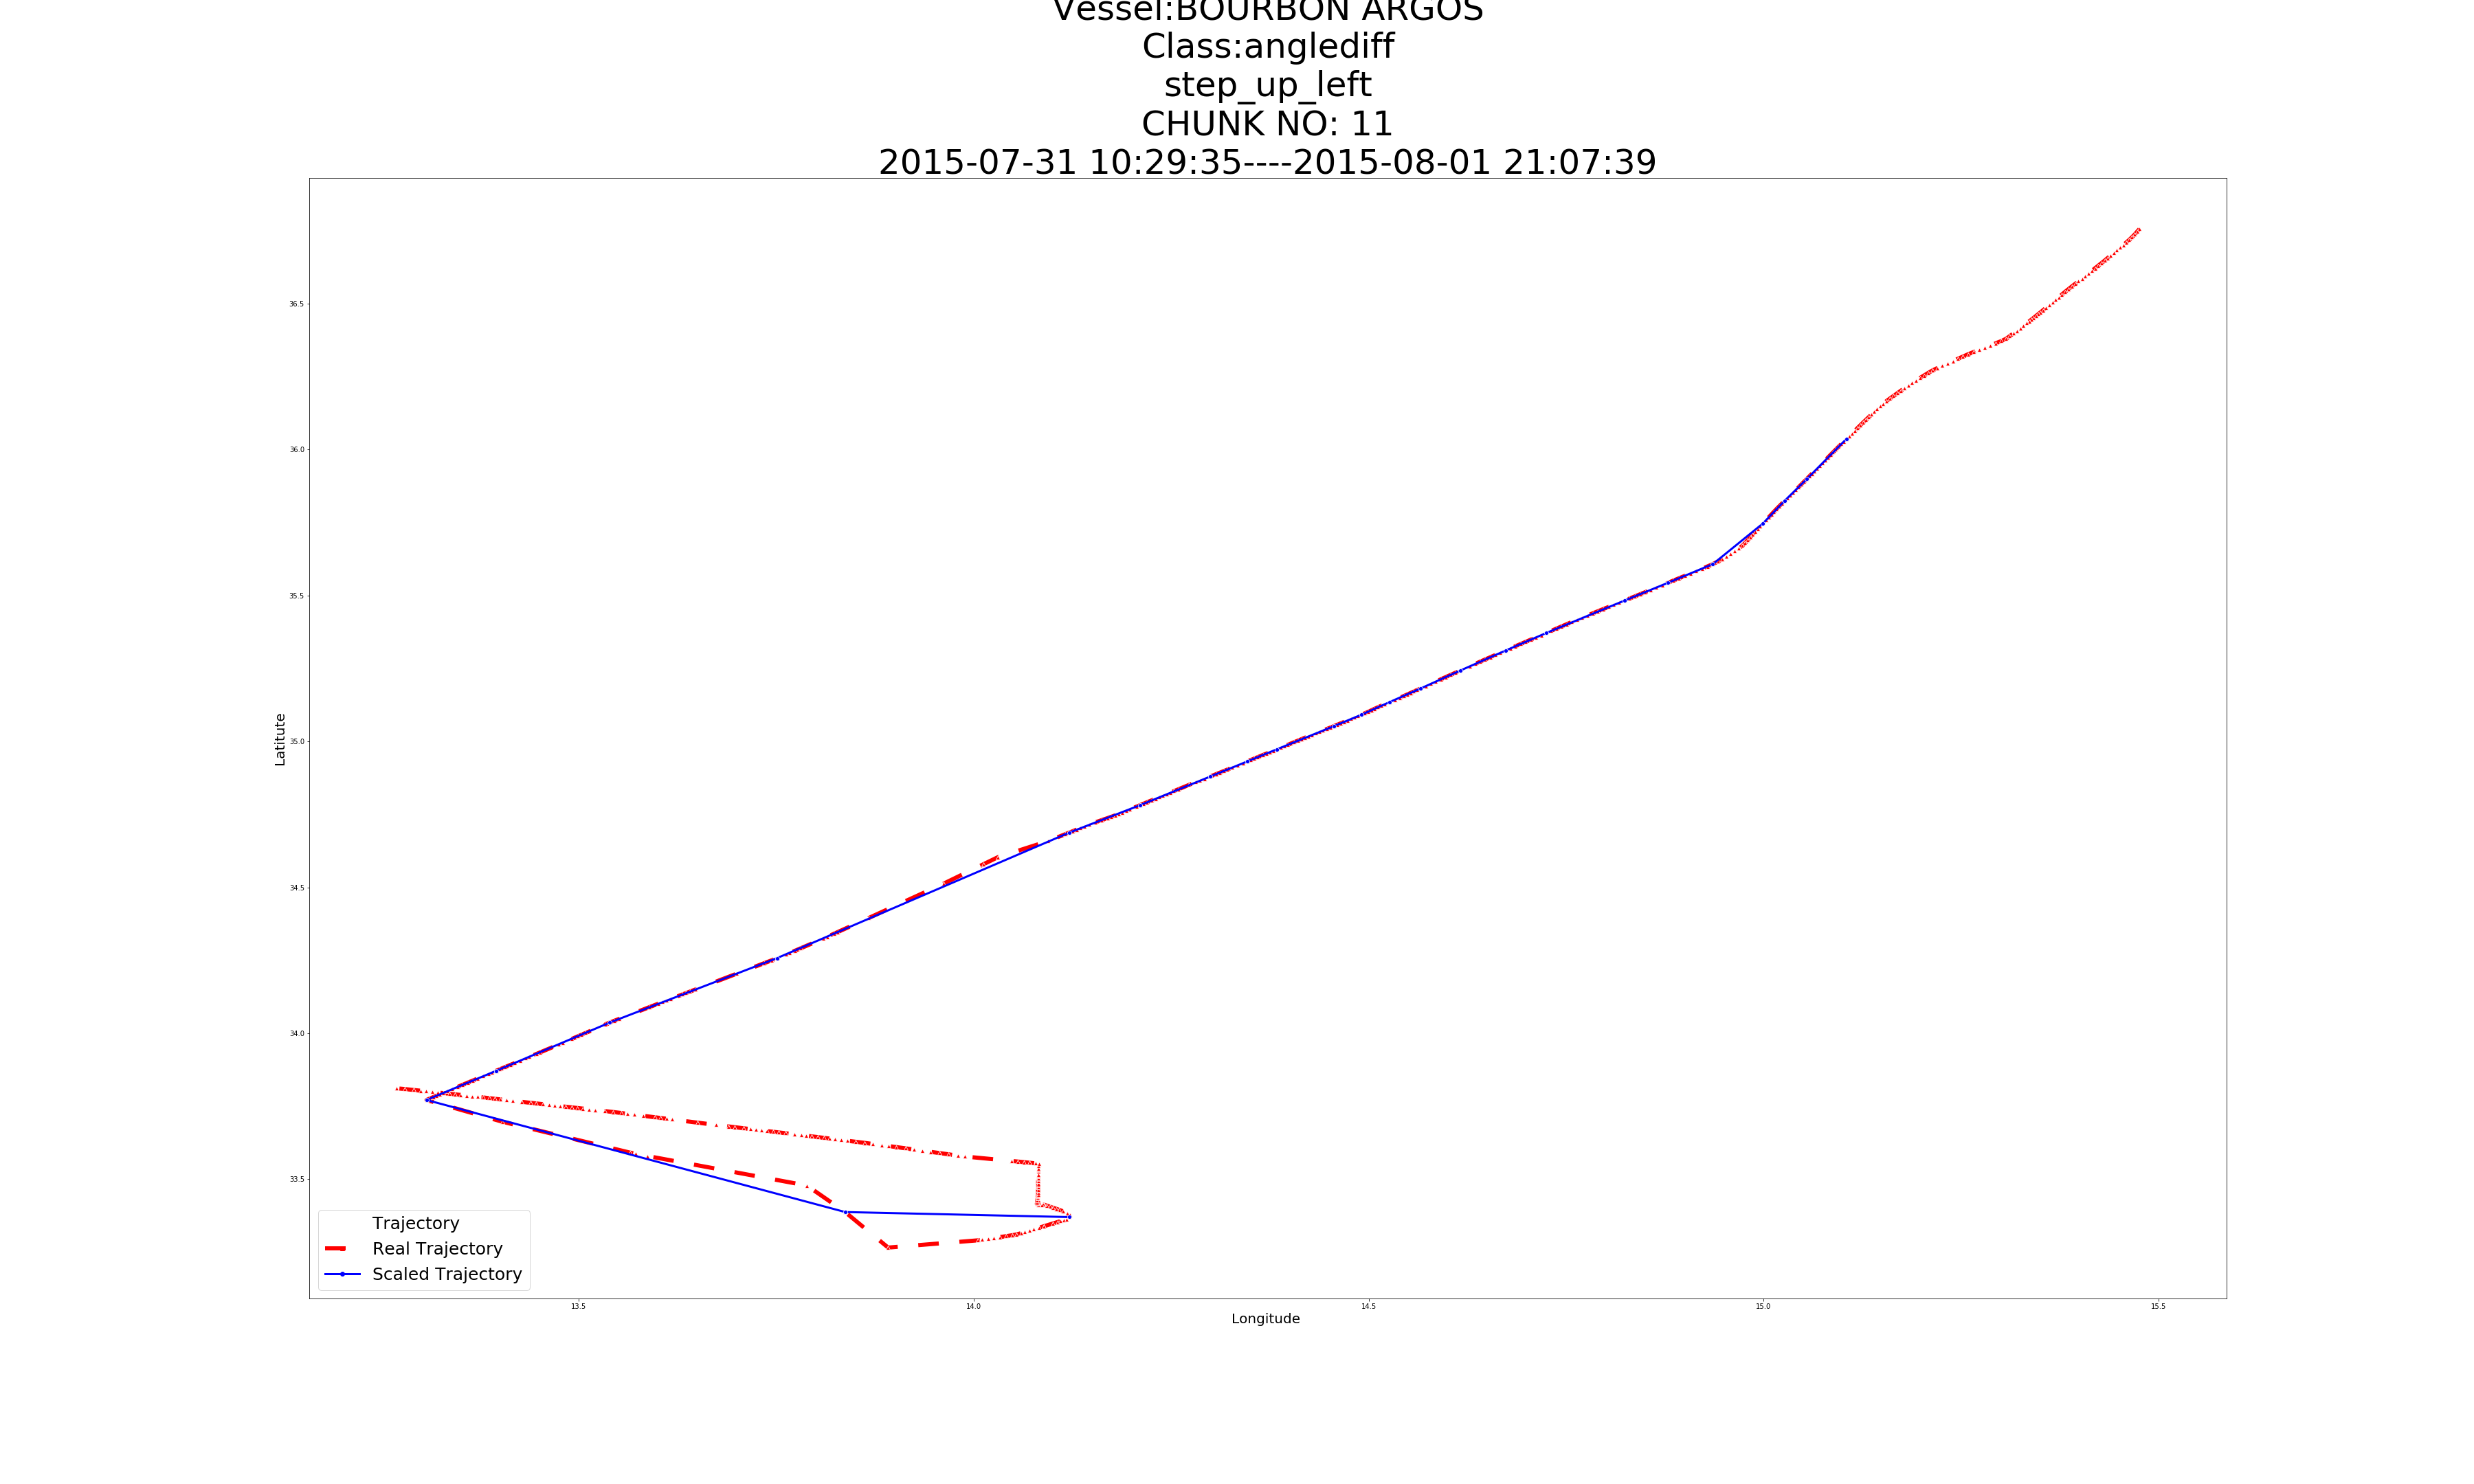 Vessel:BOURBON ARGOS
Class:anglediff
step_up_left
CHUNK NO: 11
2015-07-31 10:29:35----2015-08-01 21:07:39
36.5
36.0
35.5
35.0
34.5
34.0
33.5
Latitute
Trajectory
Real Trajectory
Scaled Trajectory
13.5
14.0
14.5
15.0
15.5
Longitude